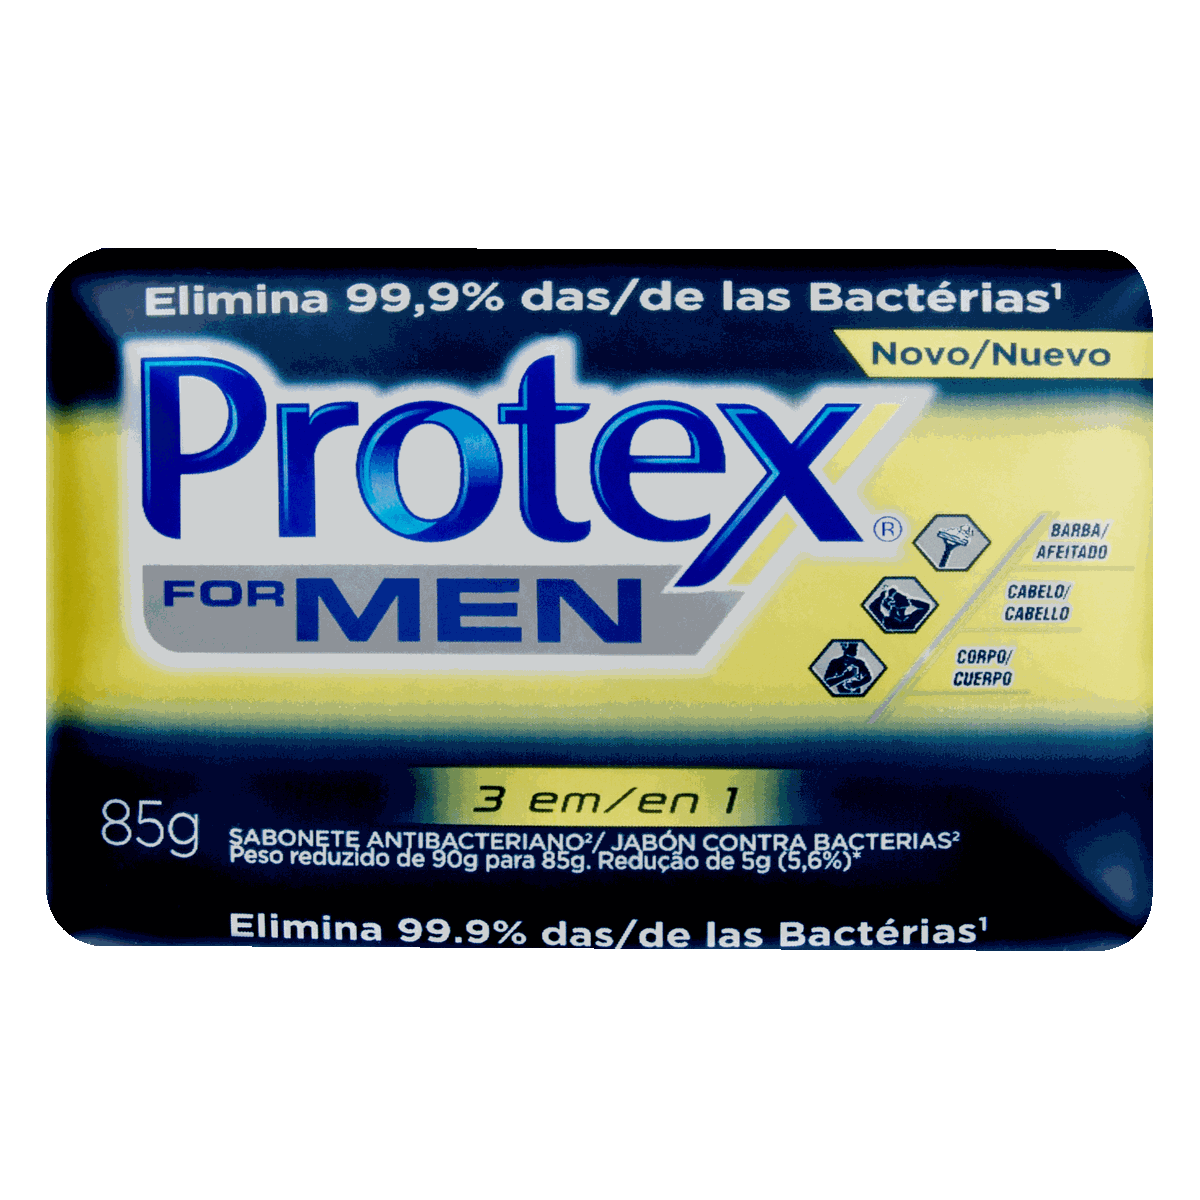 Elimina 99,9% das/de las Bactérias¹
Novo/Nuevo
Protex®
FOR MEN
BARBA/
AFEITADO
CABELO/
CABELLO
CORPO/
CUERPO
3 em/en 1
85g
SABONETE ANTIBACTERIANO²/ JABÓN CONTRA BACTERIAS²
Peso reduzido de 90g para 85g. Redução de 5g (5,6%)*
Elimina 99.9% das/de las Bactérias¹